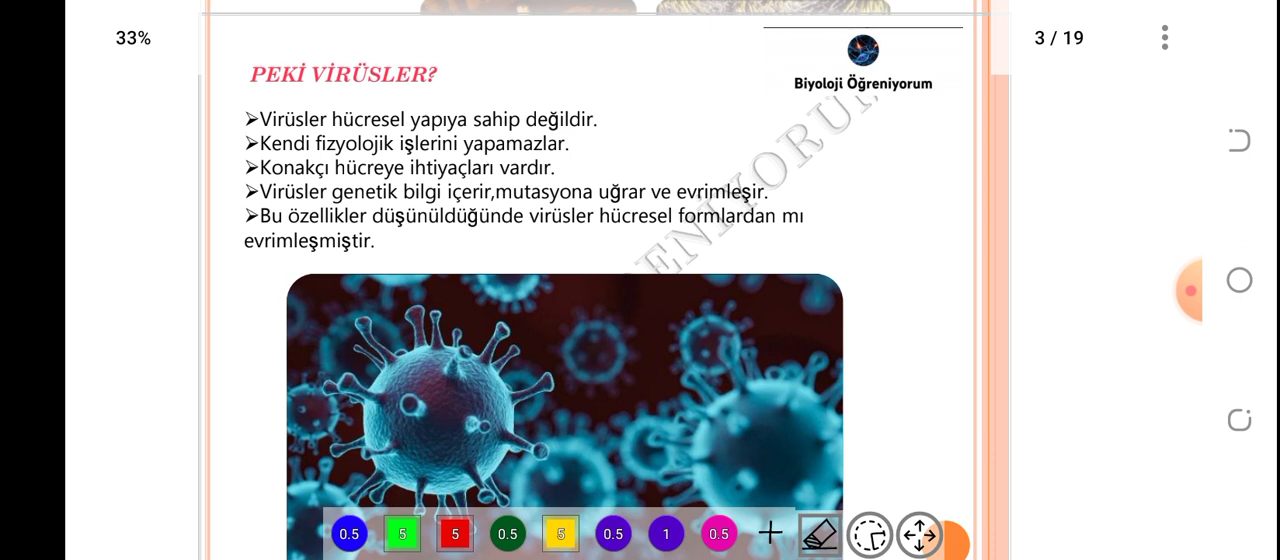 33%
3 / 19
Biyoloji Öğreniyorum
PEKİ VİRÜSLER?
➢Virüsler hücresel yapıya sahip değildir.
➢Kendi fizyolojik işlerini yapamazlar.
➢Konakçı hücreye ihtiyaçları vardır.
➢Virüsler genetik bilgi içerir,mutasyona uğrar ve evrimleşir.
➢Bu özellikler düşünüldüğünde virüsler hücresel formlardan mı
evrimleşmiştir.
ENİYORUM
0.5 5 5 0.5 5 0.5 1 0.5